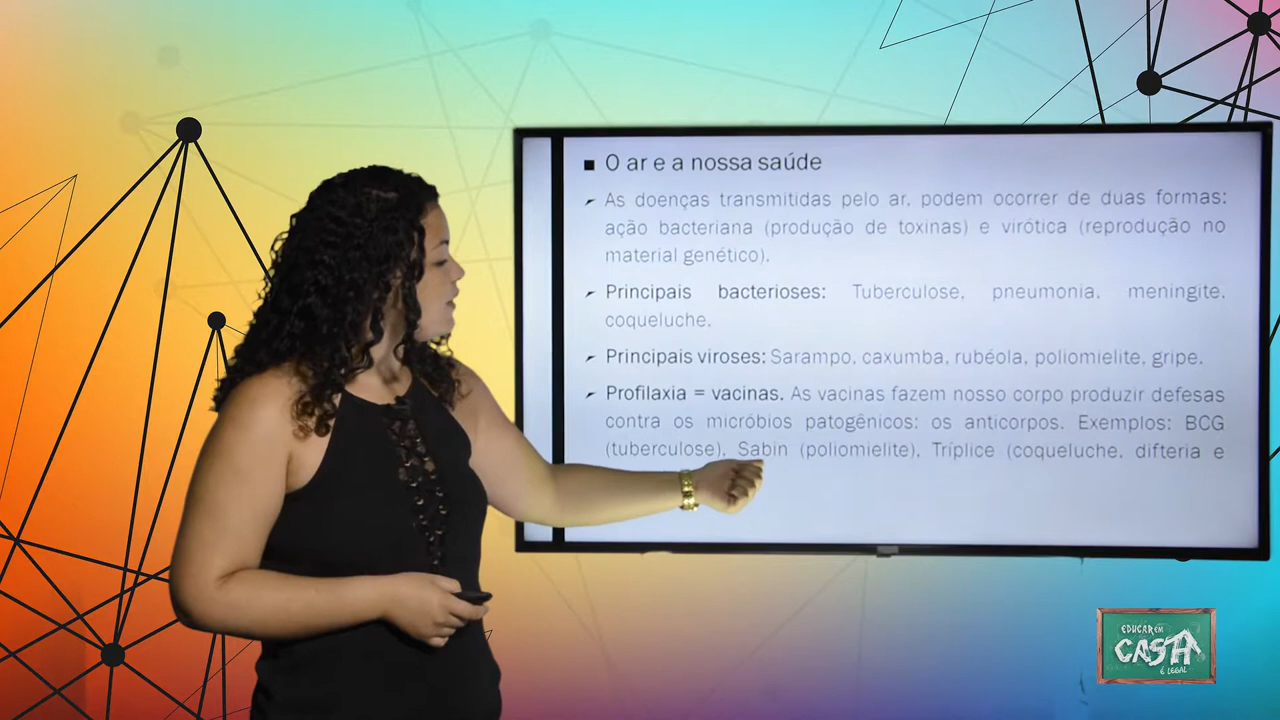 O ar e a nossa saúde
As doenças transmitidas pelo ar, podem ocorrer de duas formas:
ação bacteriana (produção de toxinas) e virótica (reprodução no
material genético).
Principais bacterioses: Tuberculose, pneumonia, meningite,
coqueluche.
Principais viroses: Sarampo, caxumba, rubéola, poliomielite, gripe.
Profilaxia = vacinas. As vacinas fazem nosso corpo produzir defesas
contra os micróbios patogênicos: os anticorpos. Exemplos: BCG
(tuberculose), Sabin (poliomielite), Tríplice (coqueluche, difteria e
EDUCAR EM
CASA
É LEGAL